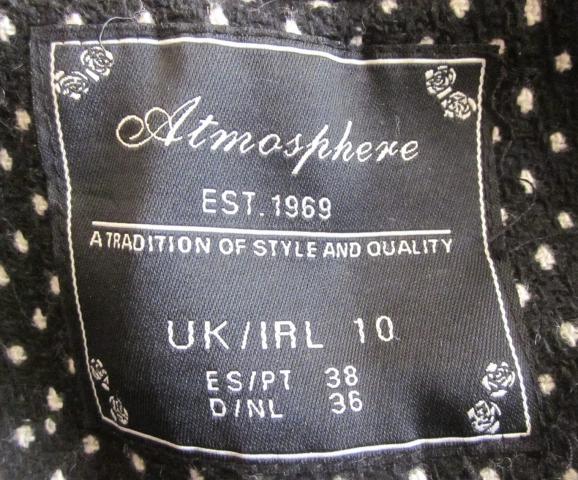 Atmosphere
EST. 1969
A TRADITION OF STYLE AND QUALITY
UK/IRL 10
ES/PT 38
D/NL 36